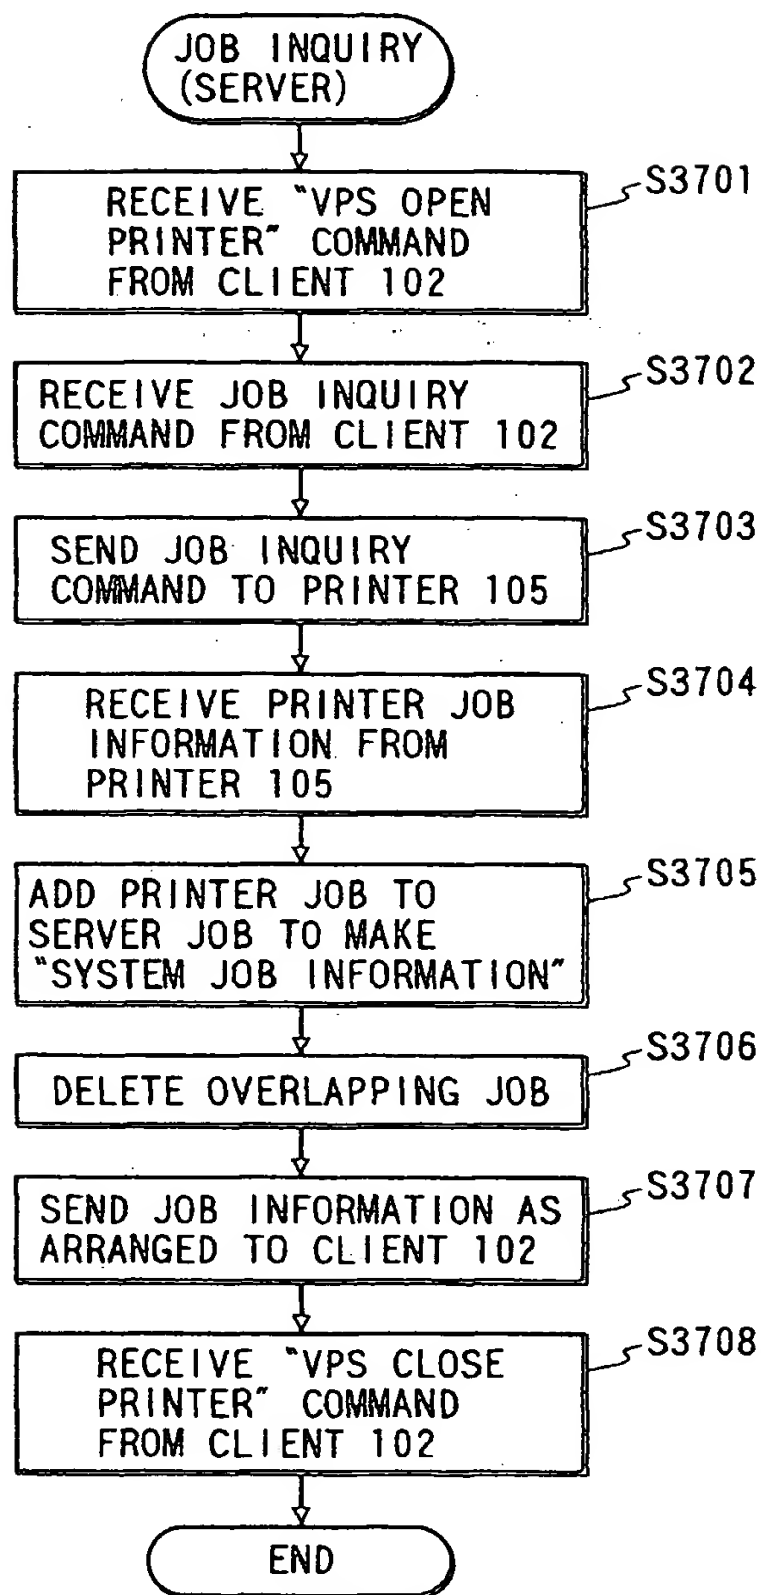 JOB INQUIRY
(SERVER)
RECEIVE "VPS OPEN
PRINTER" COMMAND
FROM CLIENT 102
S3701
RECEIVE JOB INQUIRY
COMMAND FROM CLIENT 102
S3702
SEND JOB INQUIRY
COMMAND TO PRINTER 105
S3703
RECEIVE PRINTER JOB
INFORMATION FROM
PRINTER 105
S3704
ADD PRINTER JOB TO
SERVER JOB TO MAKE
"SYSTEM JOB INFORMATION"
S3705
DELETE OVERLAPPING JOB
S3706
SEND JOB INFORMATION AS
ARRANGED TO CLIENT 102
S3707
RECEIVE "VPS CLOSE
PRINTER" COMMAND
FROM CLIENT 102
S3708
END